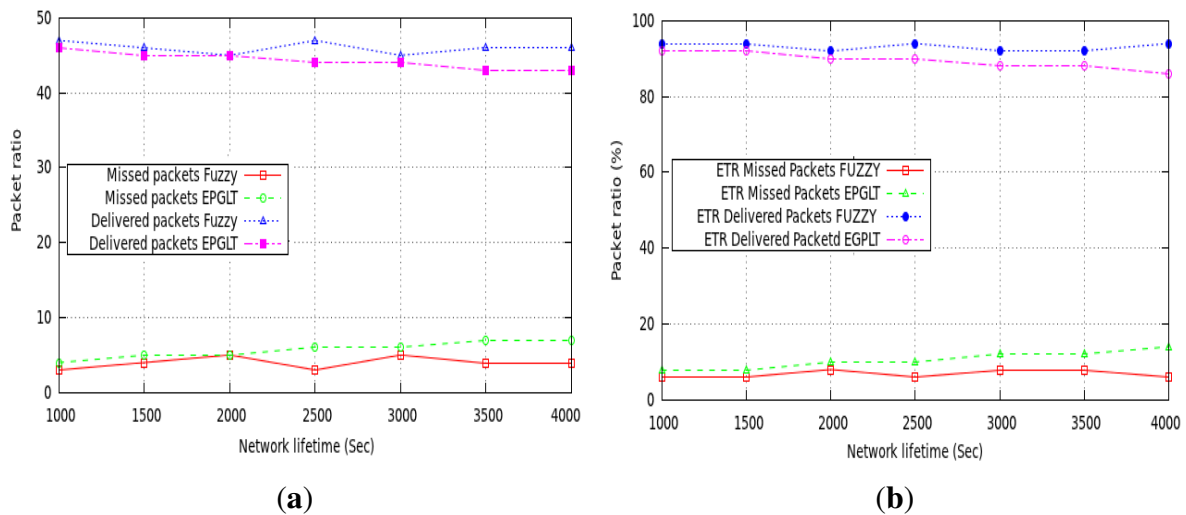 50
40
30
20
10
0
Packet ratio
Missed packets Fuzzy
Missed packets EPGLT
Delivered packets Fuzzy
Delivered packets EPGLT
1000 1500 2000 2500 3000 3500 4000
Network lifetime (Sec)
(a)
100
80
60
40
20
0
Packet ratio (%)
ETR Missed Packets FUZZY
ETR Missed Packets EPGLT
ETR Delivered Packets FUZZY
ETR Delivered Packetd EGPLT
1000 1500 2000 2500 3000 3500 4000
Network lifetime (Sec)
(b)